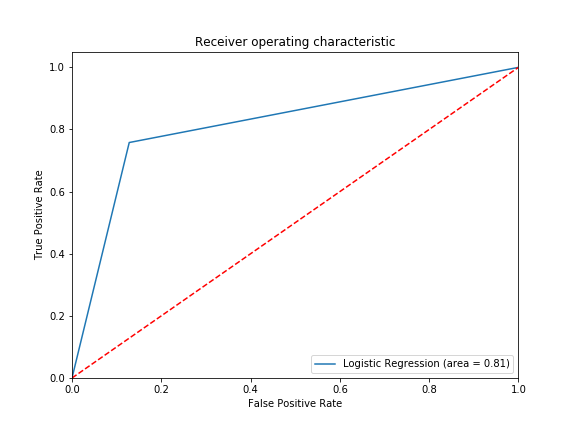 Receiver operating characteristic
1.0
0.8
0.6
0.4
0.2
0.0
True Positive Rate
0.0 0.2 0.4 0.6 0.8 1.0
False Positive Rate
Logistic Regression (area = 0.81)